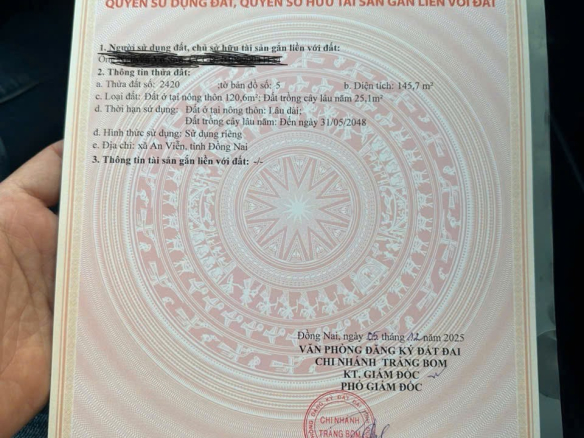 QUYỀN SỬ DỤNG ĐẤT, QUYỀN SỞ HỮU TÀI SẢN GẮN LIỀN VỚI ĐẤT
1. Người sử dụng đất, chủ sở hữu tài sản gắn liền với đất:
2. Thông tin thửa đất:
a. Thửa đất số: 2420 ;tờ bản đồ số: 5 b. Diện tích: 145,7 m²
c. Loại đất: Đất ở tại nông thôn 120,6m²; Đất trồng cây lâu năm 25,1m²
d. Thời hạn sử dụng: Đất ở tại nông thôn: Lâu dài;
Đất trồng cây lâu năm: Đến ngày 31/05/2048
đ. Hình thức sử dụng: Sử dụng riêng
e. Địa chỉ: xã An Viễn, tỉnh Đồng Nai
3. Thông tin tài sản gắn liền với đất: -/-
Đồng Nai, ngày 05 tháng 12 năm 2025
VĂN PHÒNG ĐĂNG KÝ ĐẤT ĐAI
CHI NHÁNH TRẢNG BOM
KT. GIÁM ĐỐC
PHÓ GIÁM ĐỐC
CHI NHÁNH
TRẢNG BOM